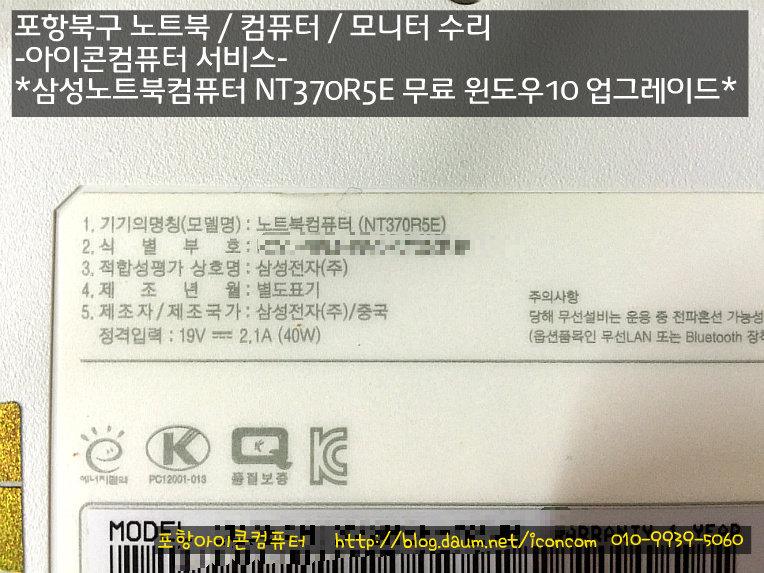 포항북구 노트북 / 컴퓨터 / 모니터 수리
-아이콘컴퓨터 서비스-
*삼성노트북컴퓨터 NT370R5E 무료 윈도우10 업그레이드*
1. 기기의명칭(모델명) : 노트북컴퓨터 (NT370R5E)
2. 식 별 부 호 :
3. 적합성평가 상호명 : 삼성전자(주)
4. 제 조 년 월 : 별도표기
5. 제조자 / 제조국가 : 삼성전자(주)/중국
정격입력 : 19V ⎓ 2.1A (40W)
주의사항
당해 무선설비는 운용 중 전파혼선 가능성
(옵션품목인 무선LAN 또는 Bluetooth 장착
에너지절약
K
PC12001-013
Q
품질보증
MODEL
WARRANTY 1 YEAR
포항아이콘컴퓨터 http://blog.daum.net/iconcom 010-9939-5060